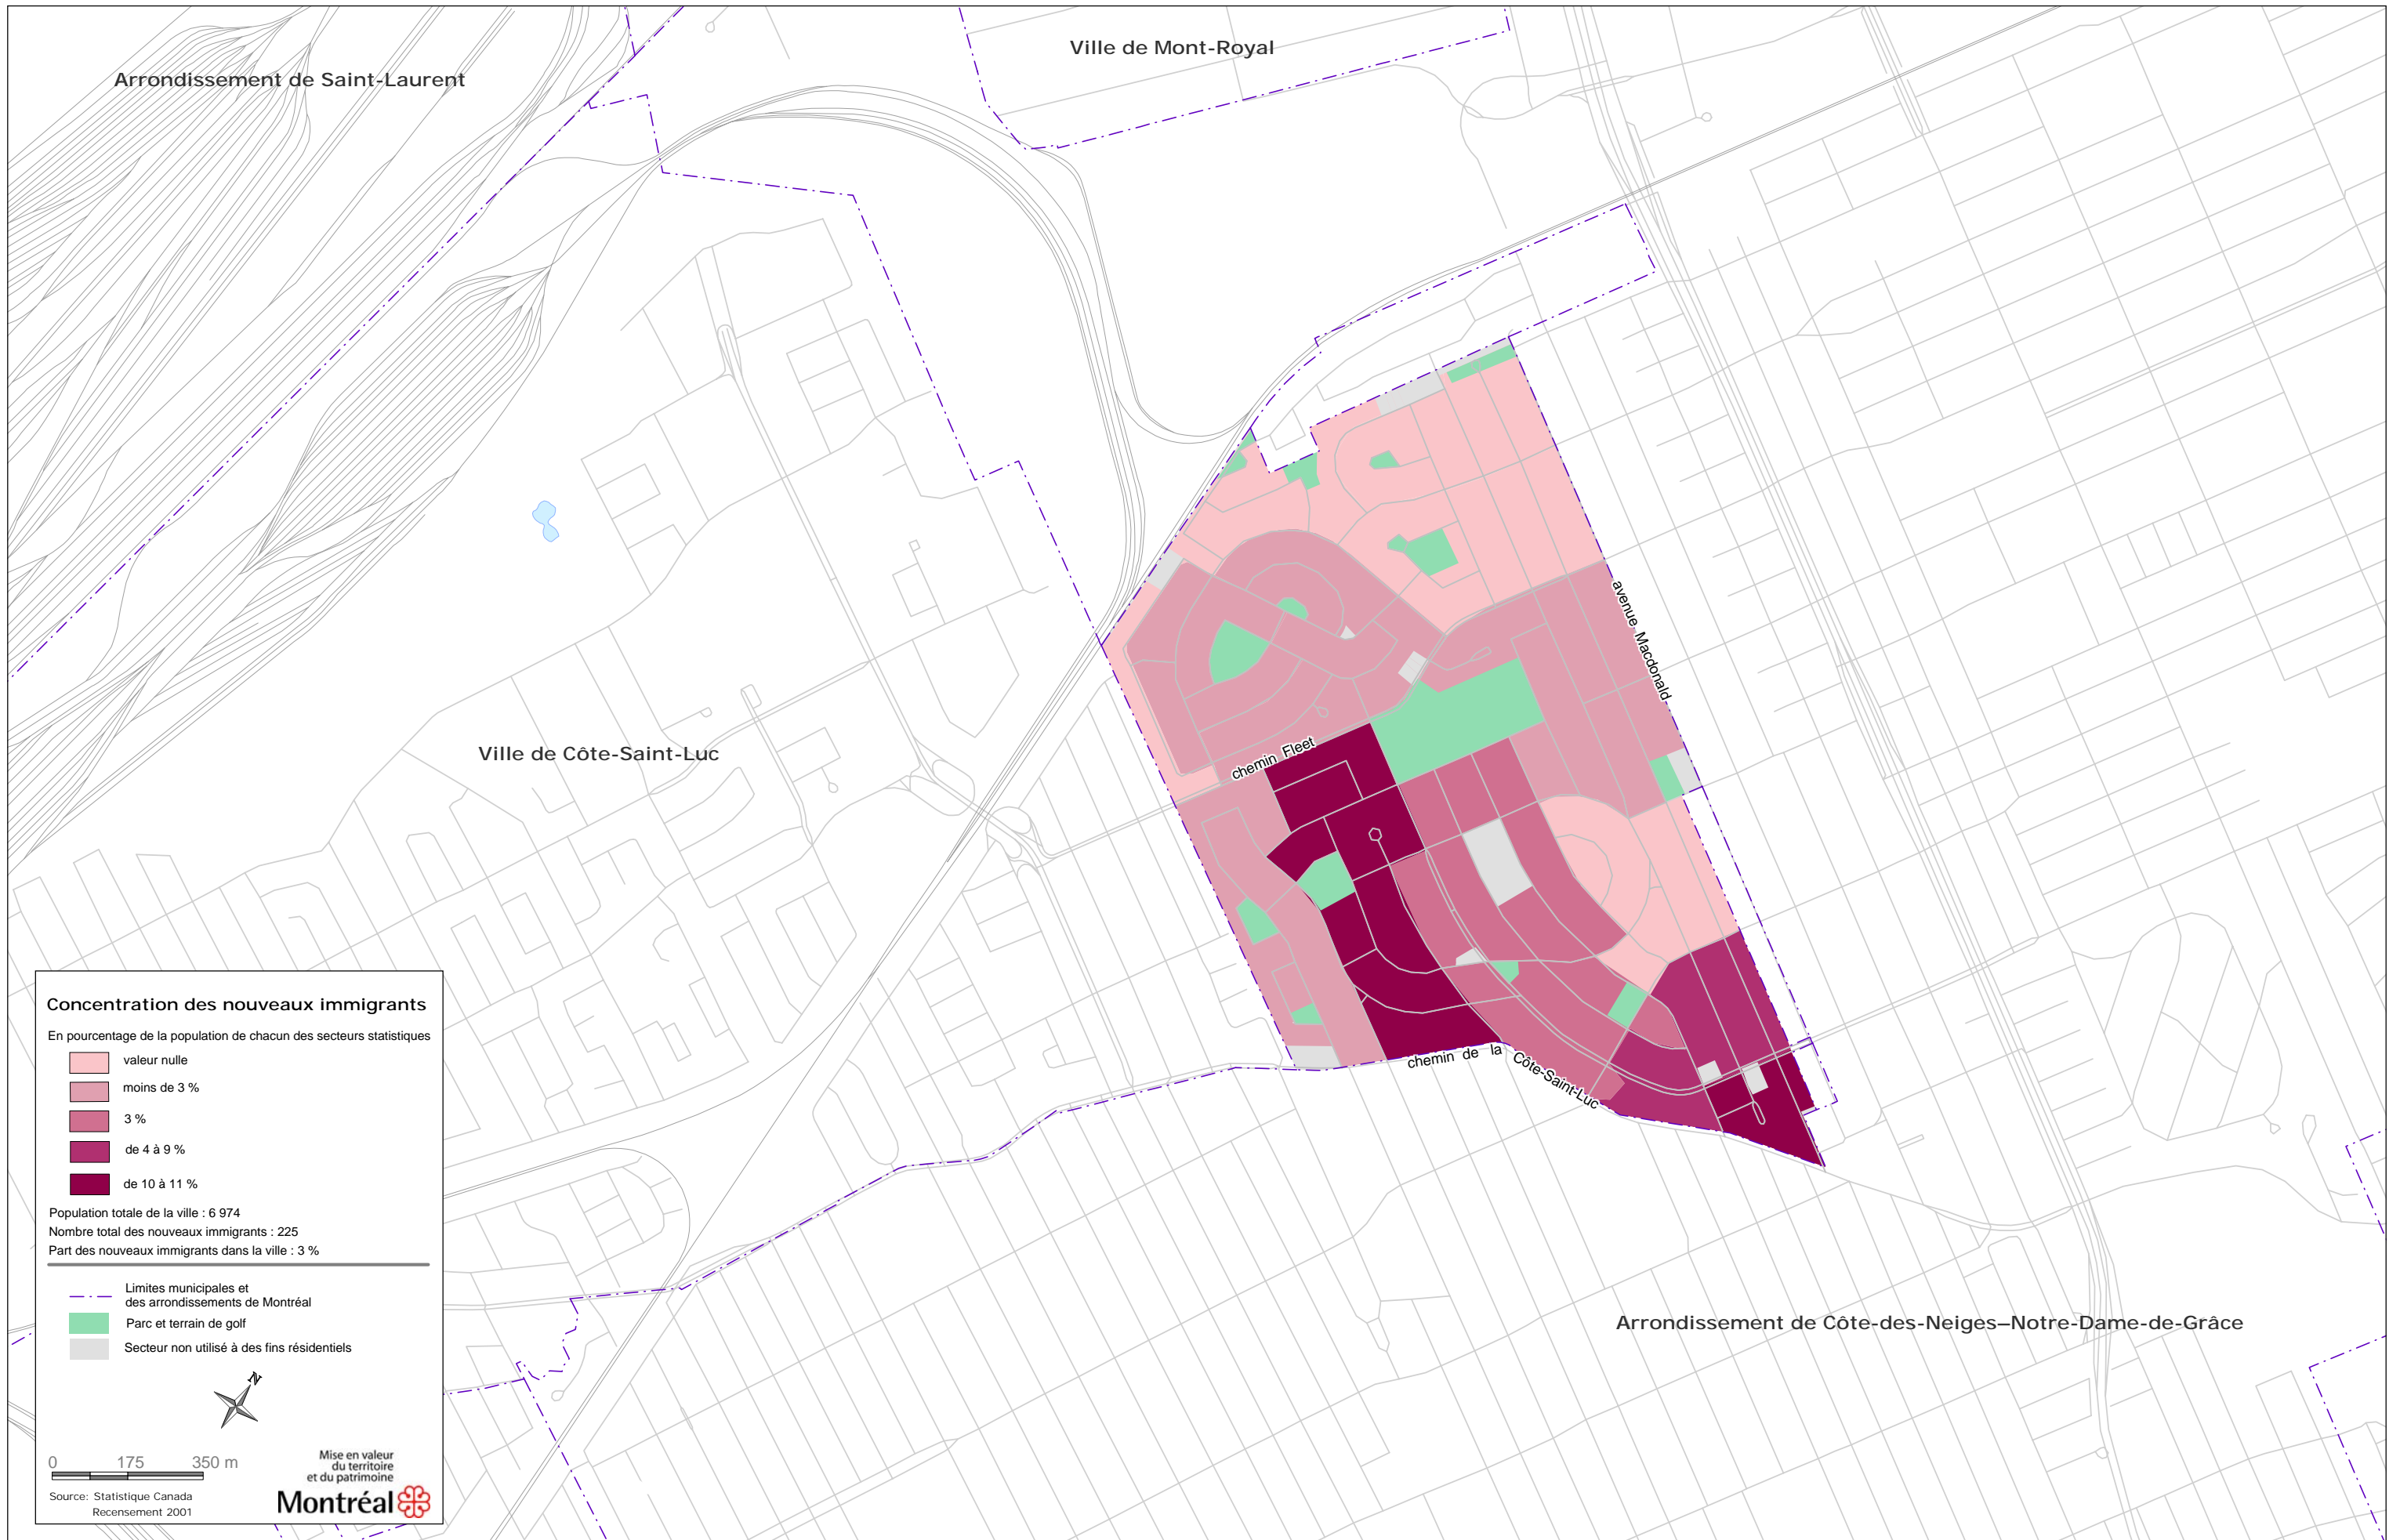 Arrondissement de Saint-Laurent
Ville de Mont-Royal
avenue Macdonald
Ville de Côte-Saint-Luc
chemin Fleet
chemin de la Côte-Saint-Luc
Arrondissement de Côte-des-Neiges–Notre-Dame-de-Grâce
Concentration des nouveaux immigrants
En pourcentage de la population de chacun des secteurs statistiques
valeur nulle
moins de 3 %
3 %
de 4 à 9 %
de 10 à 11 %
Population totale de la ville : 6 974
Nombre total des nouveaux immigrants : 225
Part des nouveaux immigrants dans la ville : 3 %
Limites municipales et
des arrondissements de Montréal
Parc et terrain de golf
Secteur non utilisé à des fins résidentiels
N
0 175 350 m
Source: Statistique Canada
Recensement 2001
Mise en valeur
du territoire
et du patrimoine
Montréal